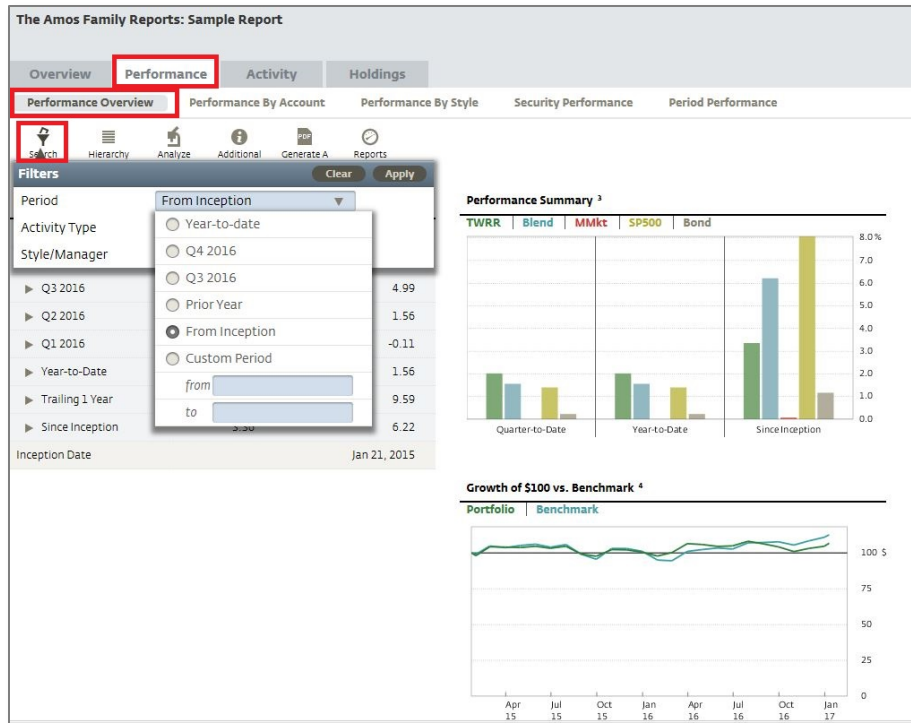 The Amos Family Reports: Sample Report
Overview Performance Activity Holdings
Performance Overview Performance By Account Performance By Style Security Performance Period Performance
Search Hierarchy Analyze Additional Generate A Reports
PDF
Filters Clear Apply
Period From Inception
Activity Type
Style/Manager
Year-to-date
Q4 2016
Q3 2016
Prior Year
From Inception
Custom Period
from
to
Q3 2016 4.99
Q2 2016 1.56
Q1 2016 -0.11
Year-to-Date 1.56
Trailing 1 Year 9.59
Since Inception 6.22
Inception Date Jan 21, 2015
Performance Summary 3
TWRR Blend MMkt SP500 Bond
8.0%
7.0
6.0
5.0
4.0
3.0
2.0
1.0
0.0
Quarter-to-Date Year-to-Date Since Inception
Growth of $100 vs. Benchmark 4
Portfolio Benchmark
100 $
75
50
25
0
Apr Jul Oct Jan Apr Jul Oct Jan
15 15 15 16 16 16 16 17